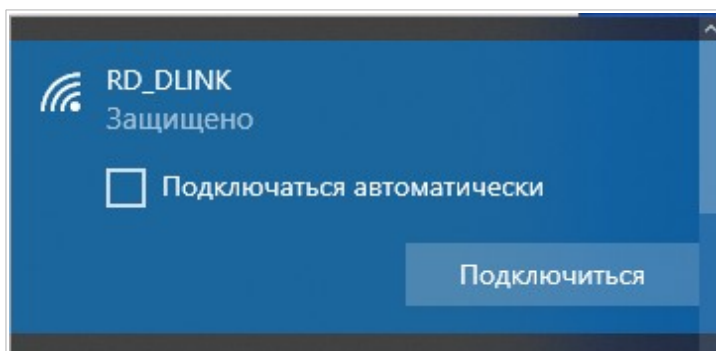 RD_DLINK
Защищено
Подключаться автоматически
Подключиться